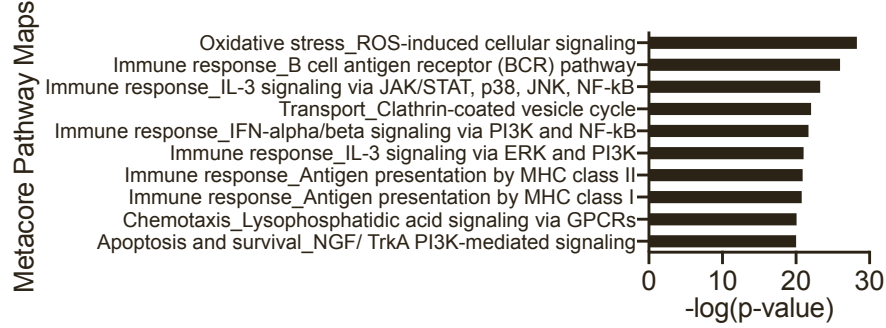 Metacore Pathway Maps
Oxidative stress_ROS-induced cellular signaling
Immune response_B cell antigen receptor (BCR) pathway
Immune response_IL-3 signaling via JAK/STAT, p38, JNK, NF-kB
Transport_Clathrin-coated vesicle cycle
Immune response_IFN-alpha/beta signaling via PI3K and NF-kB
Immune response_IL-3 signaling via ERK and PI3K
Immune response_Antigen presentation by MHC class II
Immune response_Antigen presentation by MHC class I
Chemotaxis_Lysophosphatidic acid signaling via GPCRs
Apoptosis and survival_NGF/ TrkA PI3K-mediated signaling
0 10 20 30
-log(p-value)